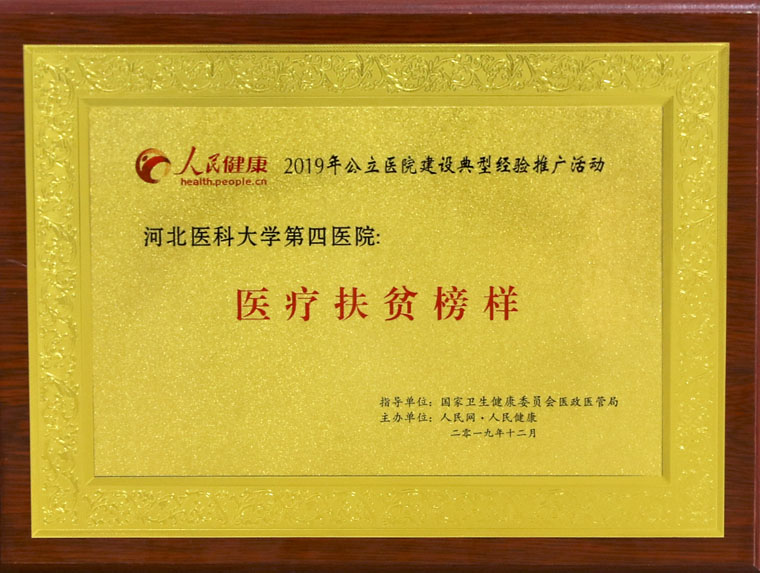 人民健康 2019年公立医院建设典型经验推广活动
health.people.cn
河北医科大学第四医院:
医疗扶贫榜样
指导单位：国家卫生健康委员会医政医管局
主办单位：人民网·人民健康
二零一九年十二月